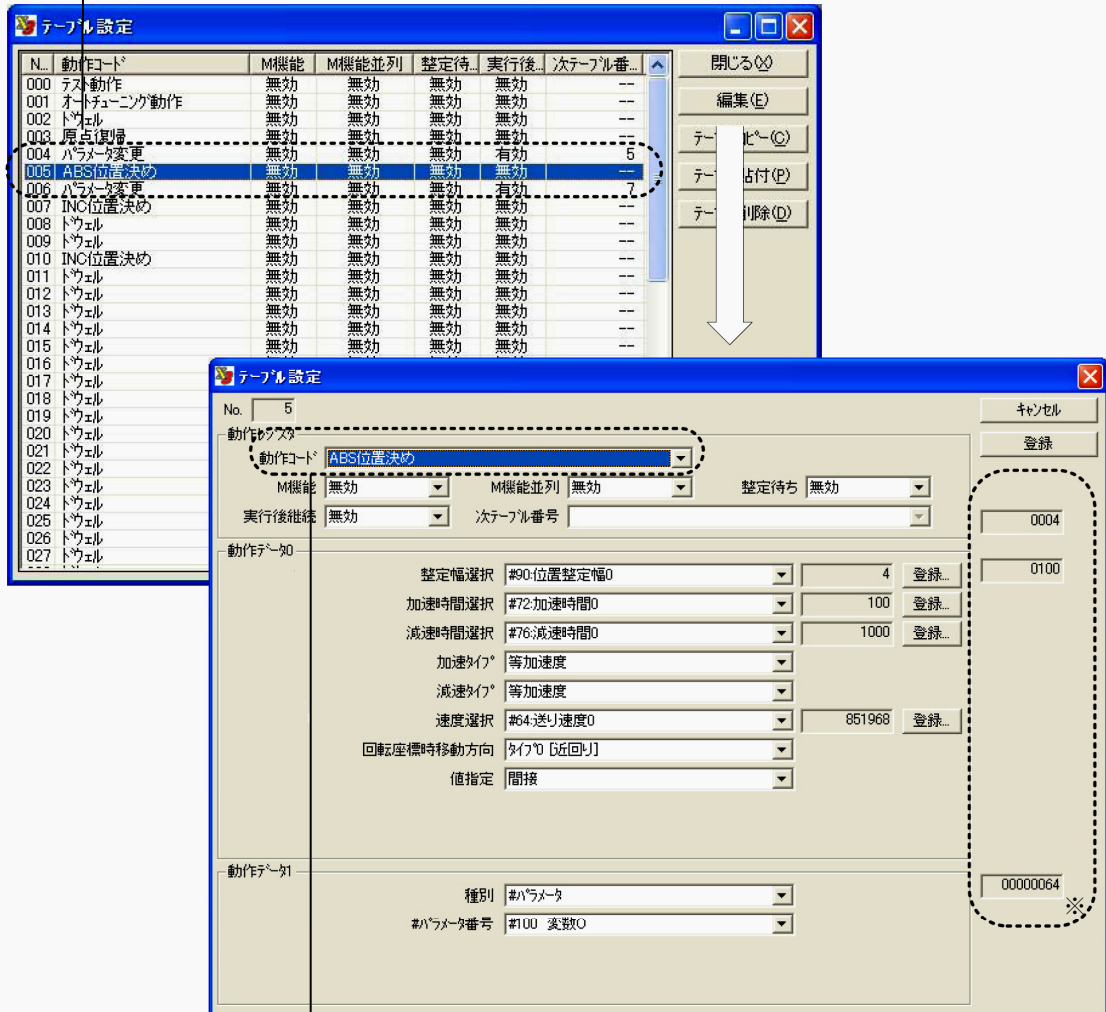 テーブル設定
N... 動作コード M機能 M機能並列 整定待... 実行後... 次テーブル番...
000 テスト動作 無効 無効 無効 無効 --
001 オートチューニング動作 無効 無効 無効 無効 --
002 ドウェル 無効 無効 無効 無効 --
003 原点復帰 無効 無効 無効 無効 --
004 パラメータ変更 無効 無効 無効 有効 5
005 ABS位置決め 無効 無効 無効 無効 --
006 パラメータ変更 無効 無効 無効 有効 7
007 INC位置決め 無効 無効 無効 無効 --
008 ドウェル 無効 無効 無効 無効 --
009 ドウェル 無効 無効 無効 無効 --
010 INC位置決め 無効 無効 無効 無効 --
011 ドウェル 無効 無効 無効 無効 --
012 ドウェル 無効 無効 無効 無効 --
013 ドウェル 無効 無効 無効 無効 --
014 ドウェル 無効 無効 無効 無効 --
015 ドウェル 無効 無効 無効 無効 --
016 ドウェル
017 ドウェル
018 ドウェル
019 ドウェル
020 ドウェル
021 ドウェル
022 ドウェル
023 ドウェル
024 ドウェル
025 ドウェル
026 ドウェル
027 ドウェル
閉じる(X)
編集(E)
テー ピー(C)
テー 貼付(P)
テー 削除(D)
テーブル設定
No. 5
キャンセル
登録
動作レジスタ
動作コード ABS位置決め
M機能 無効 M機能並列 無効 整定待ち 無効
実行後継続 無効 次テーブル番号
0004
動作データ0
0100
整定幅選択 #90:位置整定幅0 4 登録...
加速時間選択 #72:加速時間0 100 登録...
減速時間選択 #76:減速時間0 1000 登録...
加速タイプ 等加速度
減速タイプ 等加速度
速度選択 #64:送り速度0 851968 登録...
回転座標時移動方向 タイプ0 [近回り]
値指定 間接
動作データ1
00000064
※
種別 #パラメータ
#パラメータ番号 #100 変数0